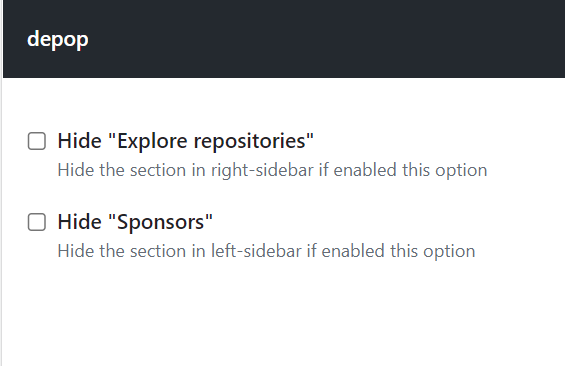 depop
Hide "Explore repositories"
Hide the section in right-sidebar if enabled this option
Hide "Sponsors"
Hide the section in left-sidebar if enabled this option